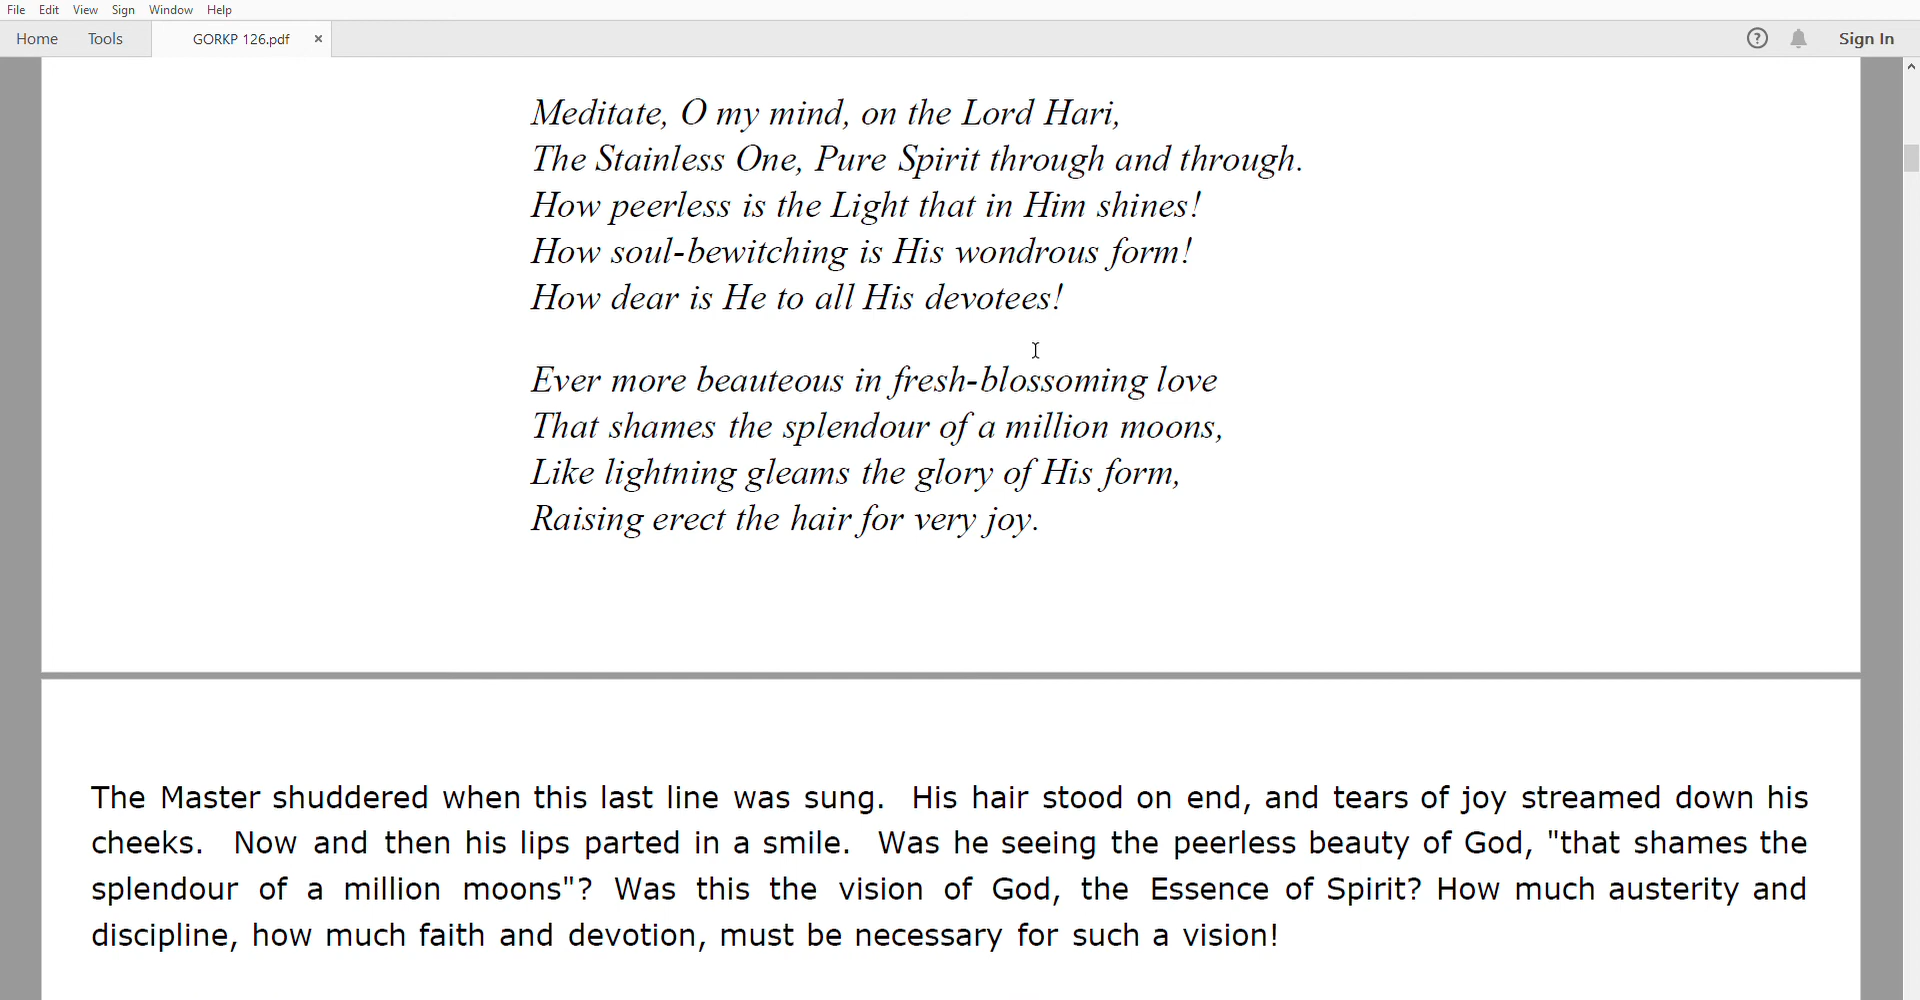 File Edit View Sign Window Help
Home Tools GORKP 126.pdf × ? Sign In
Meditate, O my mind, on the Lord Hari,
The Stainless One, Pure Spirit through and through.
How peerless is the Light that in Him shines!
How soul-bewitching is His wondrous form!
How dear is He to all His devotees!
Ever more beauteous in fresh-blossoming love
That shames the splendour of a million moons,
Like lightning gleams the glory of His form,
Raising erect the hair for very joy.
The Master shuddered when this last line was sung. His hair stood on end, and tears of joy streamed down his
cheeks. Now and then his lips parted in a smile. Was he seeing the peerless beauty of God, "that shames the
splendour of a million moons"? Was this the vision of God, the Essence of Spirit? How much austerity and
discipline, how much faith and devotion, must be necessary for such a vision!